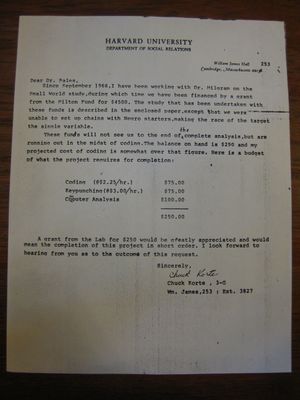 HARVARD UNIVERSITY
DEPARTMENT OF SOCIAL RELATIONS
William James Hall 253
Cambridge, Massachusetts
Dear Dr. Bales,
Since September 1966,I have been working with Dr. Milgram on the
Small World study,during which time we have been financed by a grant
from the Milton Fund for $4500. The study that has been undertaken with
these funds is described in the enclosed paper,except that we were
unable to set up chains with Negro starters,making the race of the target
the single variable.
These funds will not see us to the end of the complete analysis,but are
running out in the midst of coding.The balance on hand is $250 and my
projected cost of coding is somewhat over that figure. Here is a budget
of what the project requires for completion:
Coding (@$2.25/hr.) $75.00
Keypunching(@$3.00/hr.) $75.00
Computer Analysis $100.00
$250.00
A grant from the Lab for $250 would be greatly appreciated and would
mean the completion of this project in short order. I look forward to
hearing from you as to the outcome of this request.
Sincerely,
Chuck Korte
Chuck Korte , 3-G
Wm. James,253 ; Ext. 3827